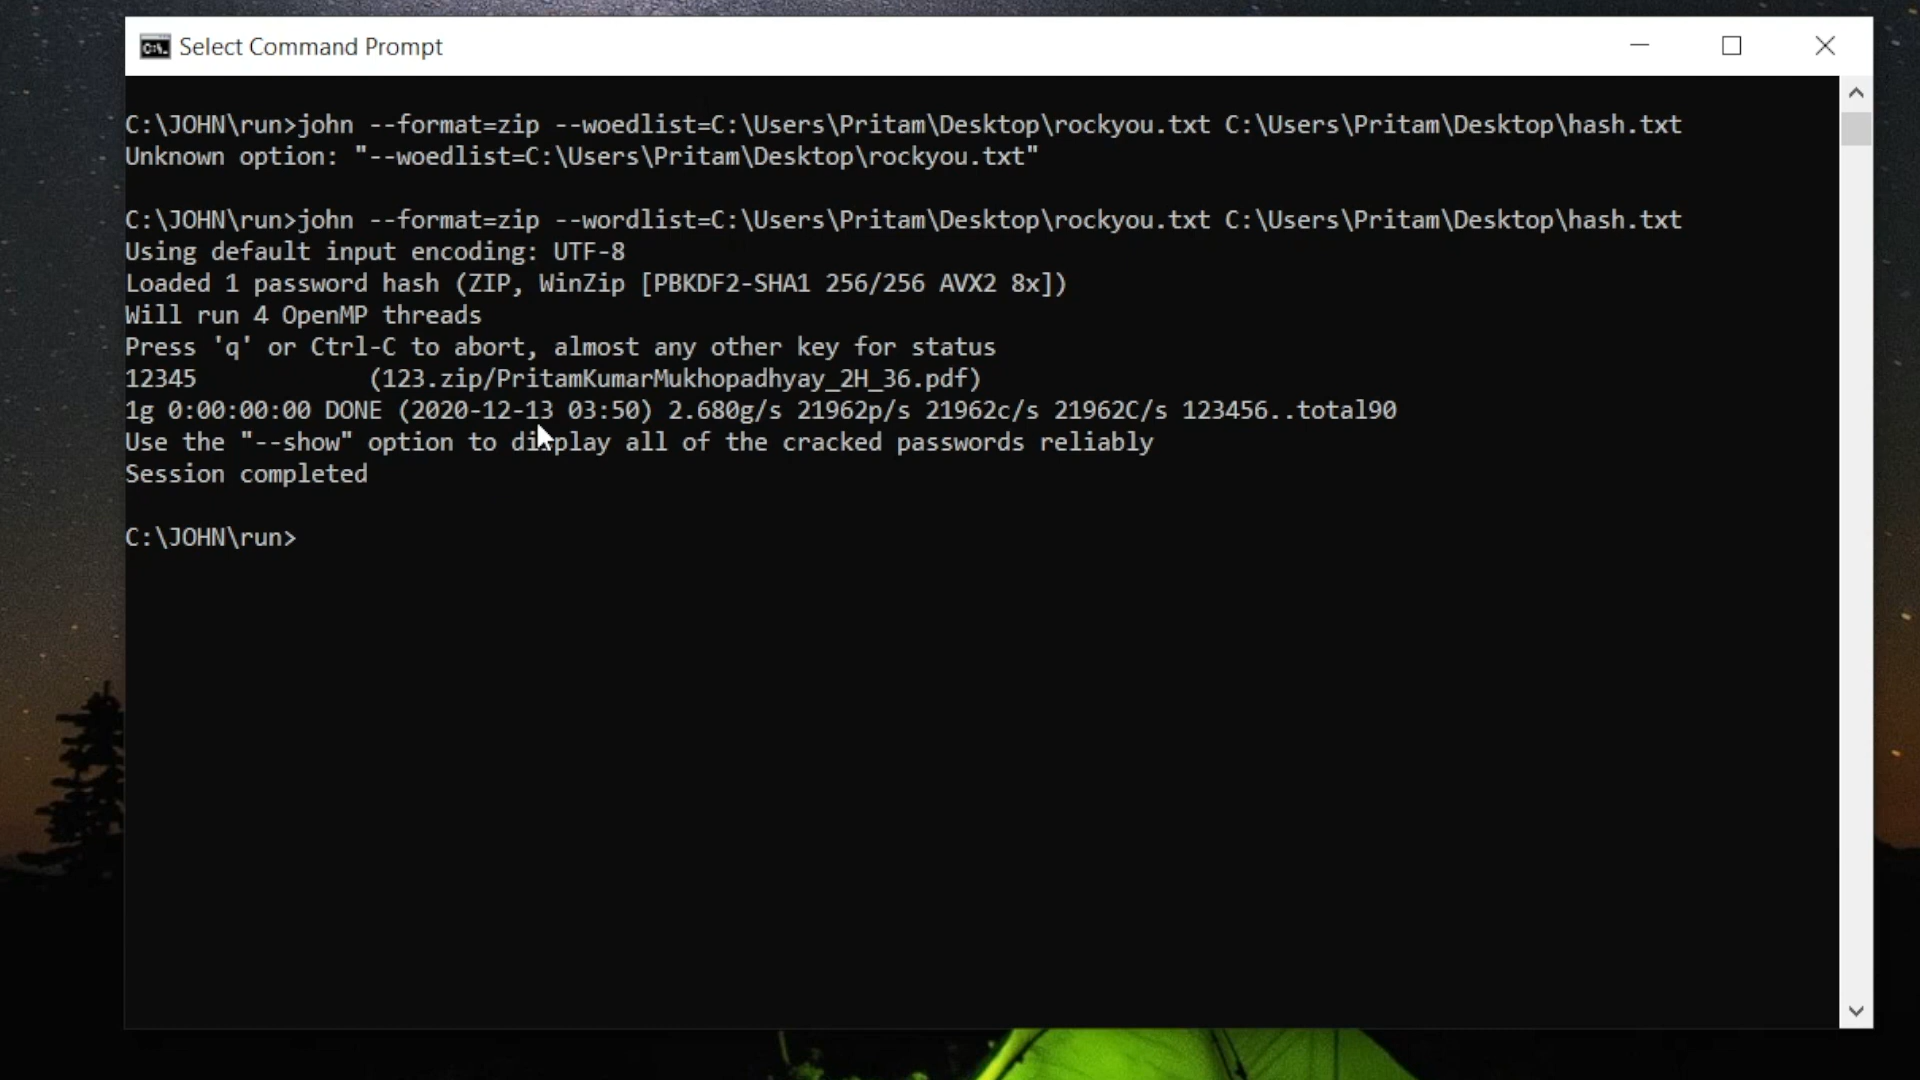 Select Command Prompt
C:\JOHN\run>john --format=zip --woedlist=C:\Users\Pritam\Desktop\rockyou.txt C:\Users\Pritam\Desktop\hash.txt
Unknown option: "--woedlist=C:\Users\Pritam\Desktop\rockyou.txt"
C:\JOHN\run>john --format=zip --wordlist=C:\Users\Pritam\Desktop\rockyou.txt C:\Users\Pritam\Desktop\hash.txt
Using default input encoding: UTF-8
Loaded 1 password hash (ZIP, WinZip [PBKDF2-SHA1 256/256 AVX2 8x])
Will run 4 OpenMP threads
Press 'q' or Ctrl-C to abort, almost any other key for status
12345            (123.zip/PritamKumarMukhopadhyay_2H_36.pdf)
1g 0:00:00:00 DONE (2020-12-13 03:50) 2.680g/s 21962p/s 21962c/s 21962C/s 123456..total90
Use the "--show" option to display all of the cracked passwords reliably
Session completed
C:\JOHN\run>